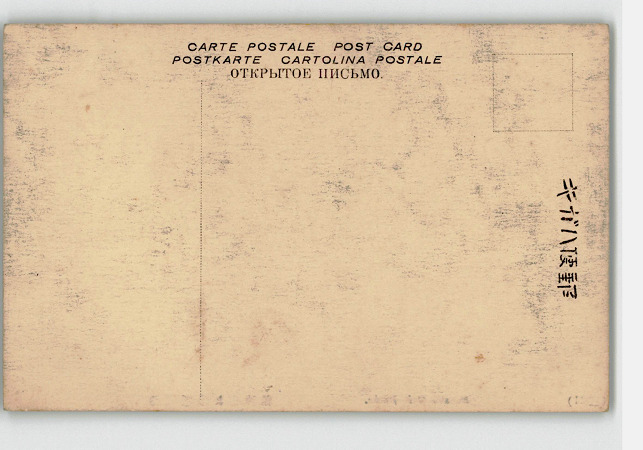 CARTE POSTALE POST CARD
POSTKARTE CARTOLINA POSTALE
ОТКРЫТОЕ ПИСЬМО.
郵便ハガキ